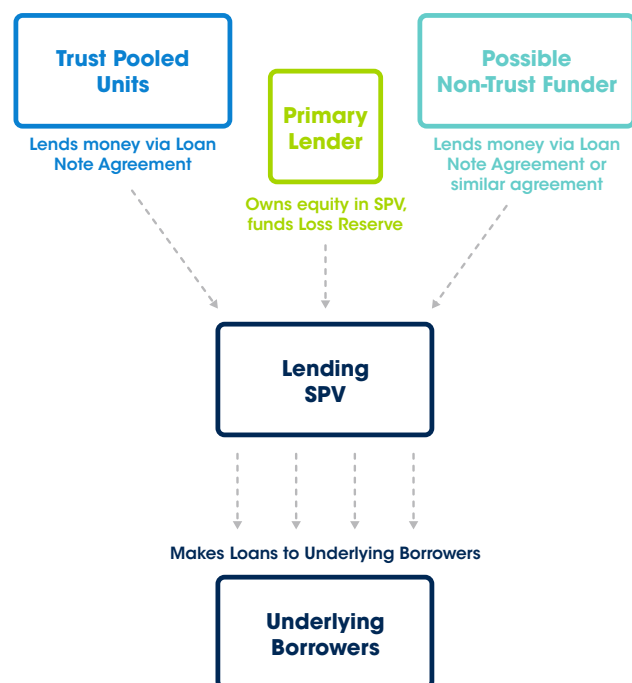 Trust Pooled
Units
Lends money via Loan
Note Agreement
Primary
Lender
Owns equity in SPV,
funds Loss Reserve
Possible
Non-Trust Funder
Lends money via Loan
Note Agreement or
similar agreement
Lending
SPV
Makes Loans to Underlying Borrowers
Underlying
Borrowers